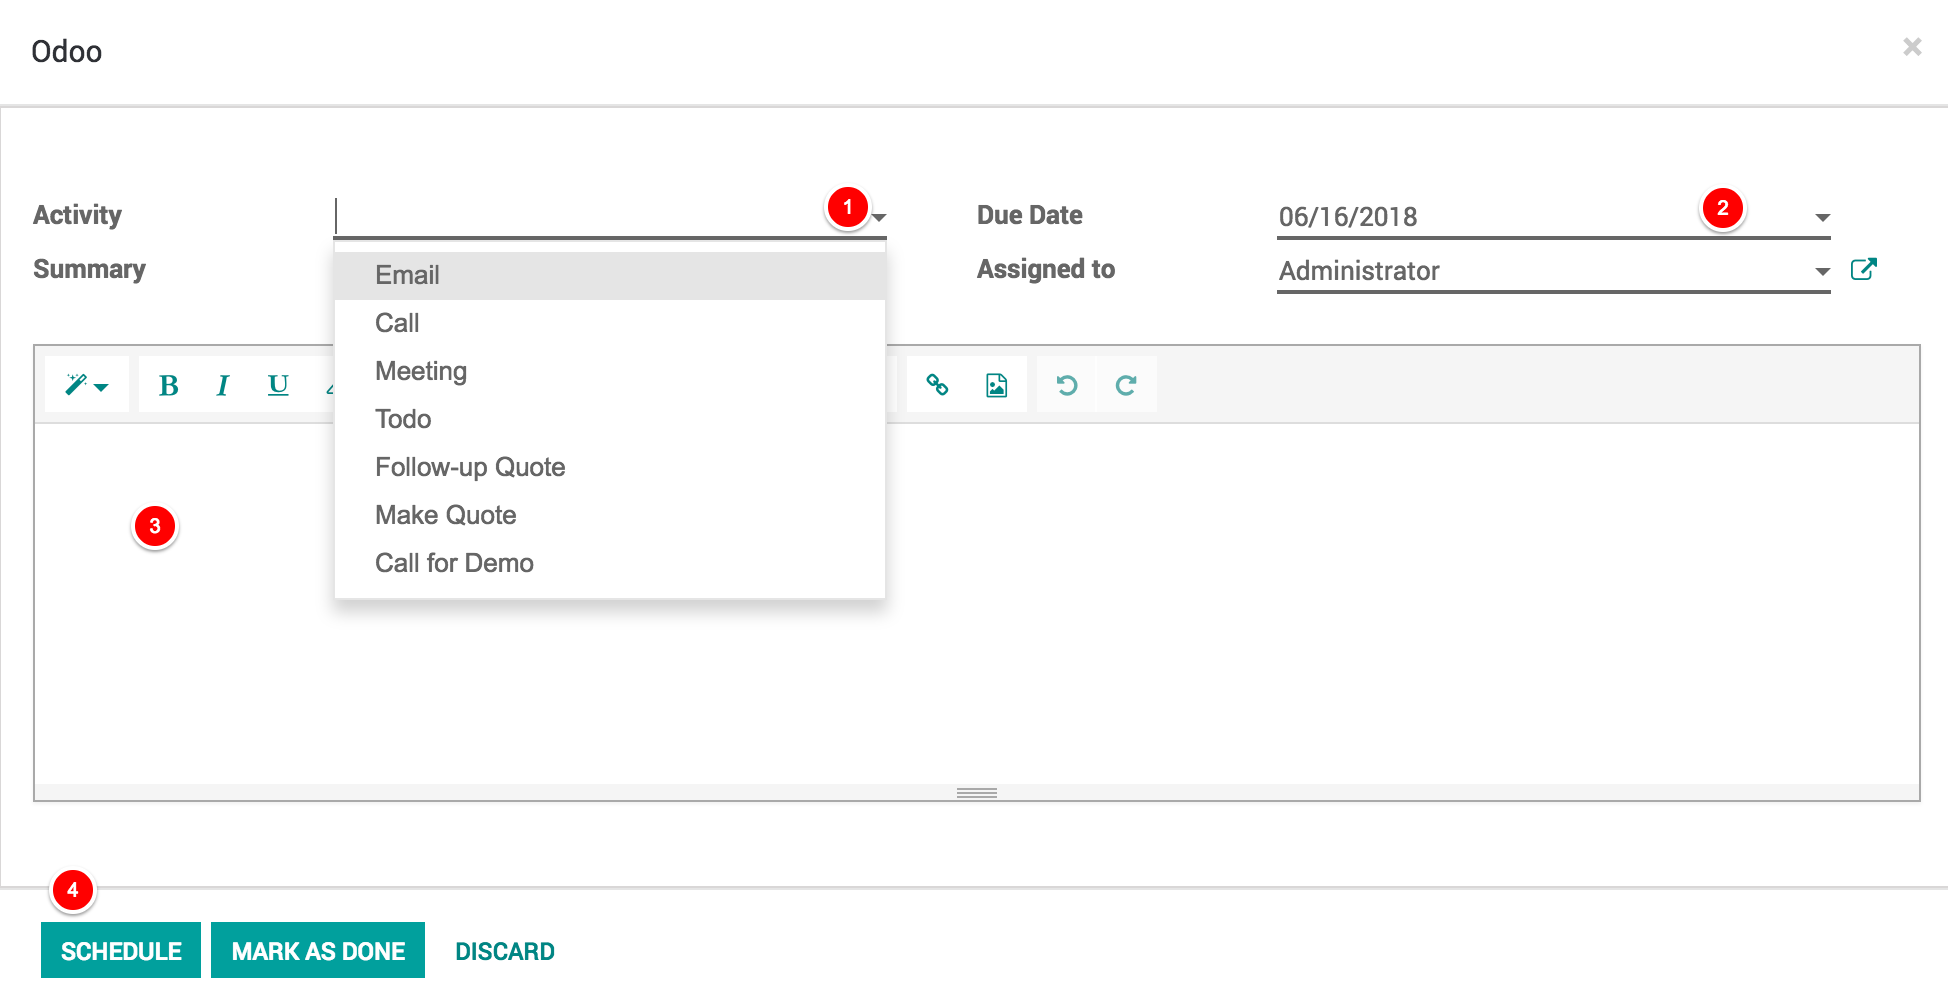 Odoo
×
Activity 1 Due Date 06/16/2018 2
Summary Assigned to Administrator
Email
Call
Meeting
Todo
Follow-up Quote
Make Quote
Call for Demo
B I U
3
4
SCHEDULE MARK AS DONE DISCARD